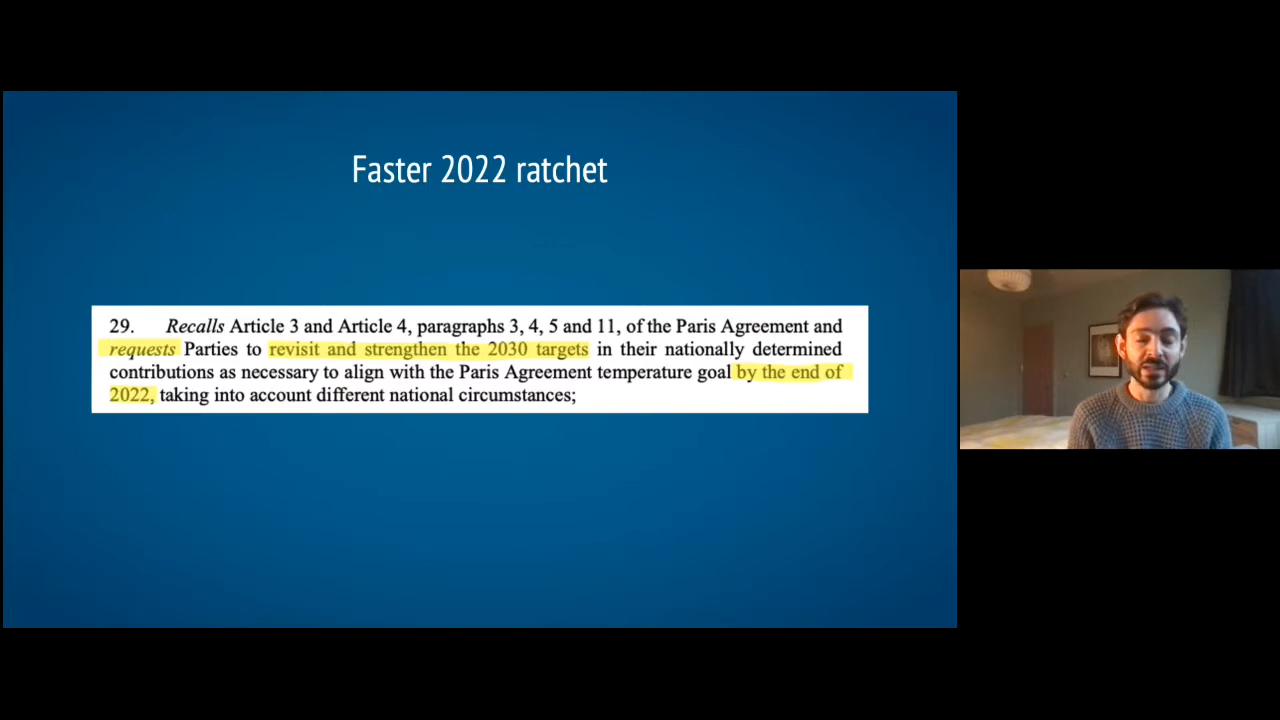 Faster 2022 ratchet
29. Recalls Article 3 and Article 4, paragraphs 3, 4, 5 and 11, of the Paris Agreement and
requests Parties to revisit and strengthen the 2030 targets in their nationally determined
contributions as necessary to align with the Paris Agreement temperature goal by the end of
2022, taking into account different national circumstances;